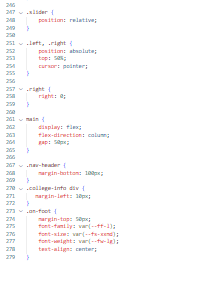 246
247 .slider {
248 position: relative;
249 }
250
251 .left, .right {
252 position: absolute;
253 top: 50%;
254 cursor: pointer;
255 }
256
257 .right {
258 right: 0;
259 }
260
261 main {
262 display: flex;
263 flex-direction: column;
264 gap: 50px;
265 }
266
267 .nav-header {
268 margin-bottom: 100px;
269 }
270 .college-info div {
271 margin-left: 10px;
272 }
273 .on-foot {
274 margin-top: 50px;
275 font-family: var(--ff-1);
276 font-size: var(--fs-);
277 font-weight: var(--fw-lg);
278 text-align: center;
279 }